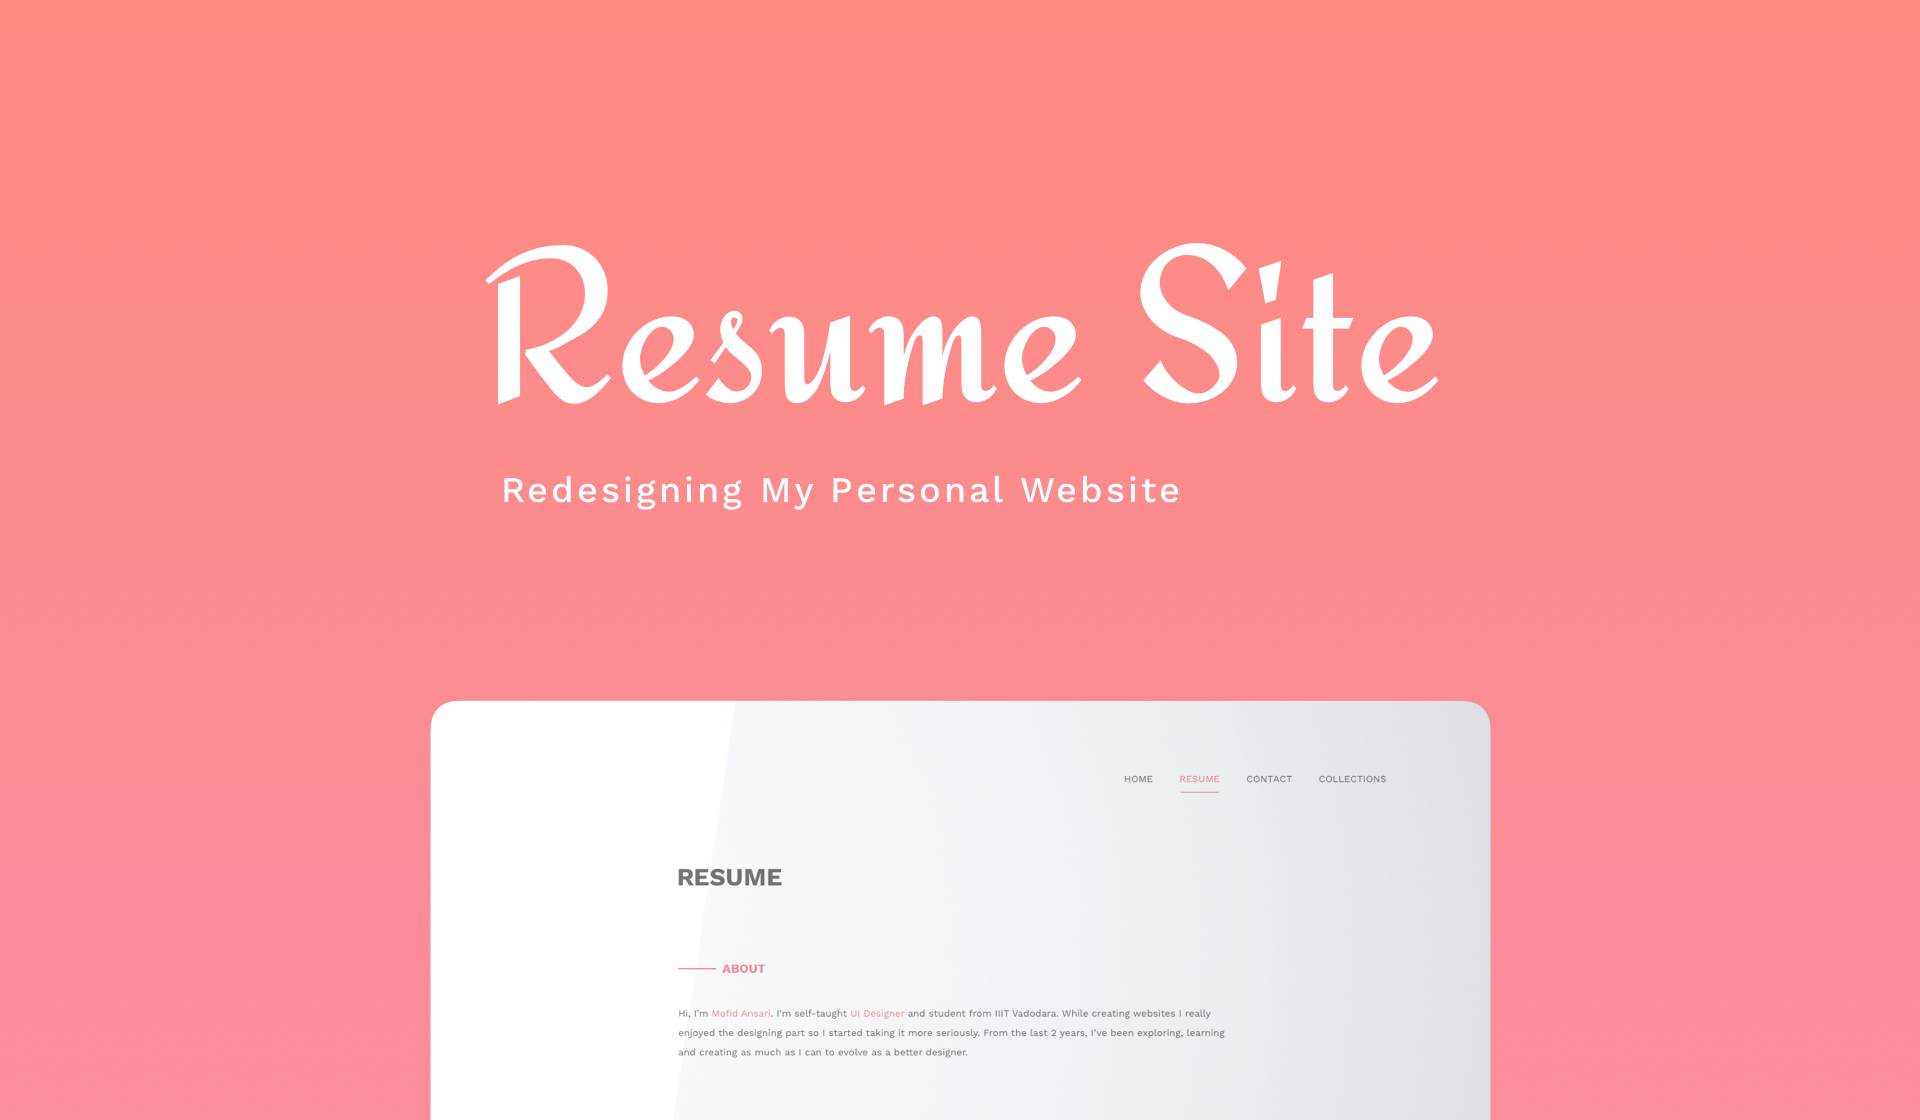 Resume Site
Redesigning My Personal Website
HOME RESUME CONTACT COLLECTIONS
RESUME
ABOUT
Hi, I'm Mofid Ansari. I'm self-taught UI Designer and student from IIIT Vadodara. While creating websites I really
enjoyed the designing part so I started taking it more seriously. From the last 2 years, I've been exploring, learning
and creating as much as I can to evolve as a better designer.